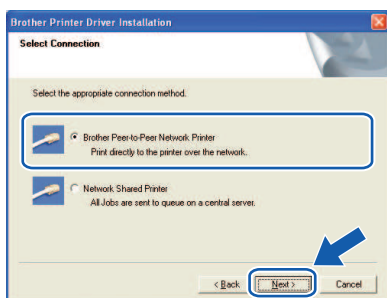 Brother Printer Driver Installation
Select Connection
Select the appropriate connection method.
Brother Peer-to-Peer Network Printer
Print directly to the printer over the network.
Network Shared Printer
All Jobs are sent to queue on a central server.
< Back
Next >
Cancel